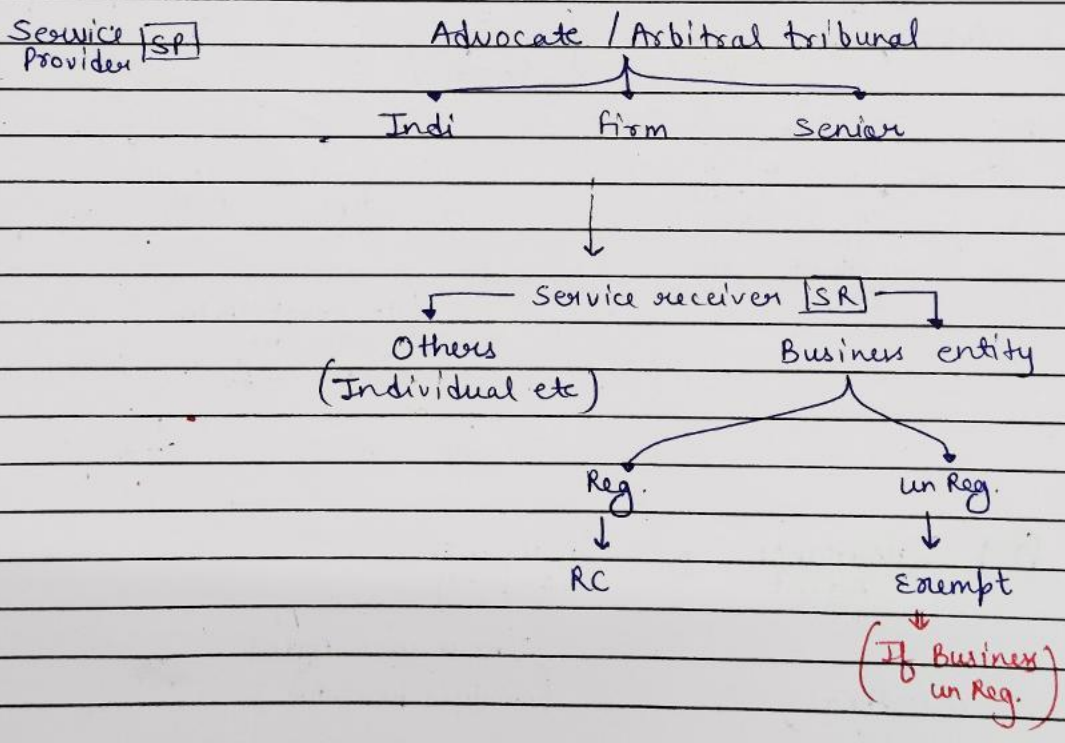 Service Provider SP
Advocate / Arbitral tribunal
Indi firm Senior
Service receiver SR
Others Business entity
(Individual etc)
Reg. un Reg.
RC Exempt
(If Business
un Reg.)